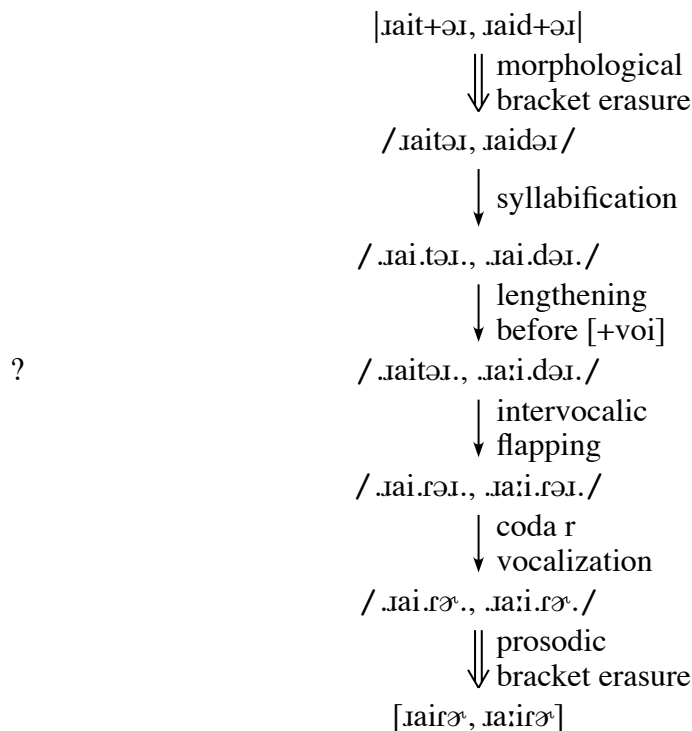 |ɹait+əɹ, ɹaid+əɹ|
morphological
bracket erasure
/ɹaitəɹ, ɹaidəɹ/
syllabification
/.ɹai.təɹ., .ɹai.dəɹ./
lengthening
before [+voi]
? /.ɹaitəɹ., .ɹaːi.dəɹ./
intervocalic
flapping
/.ɹai.ɾəɹ., .ɹaːi.ɾəɹ./
coda r
vocalization
/.ɹai.ɾɚ., .ɹaːi.ɾɚ./
prosodic
bracket erasure
[ɹaiɾɚ, ɹaːiɾɚ]